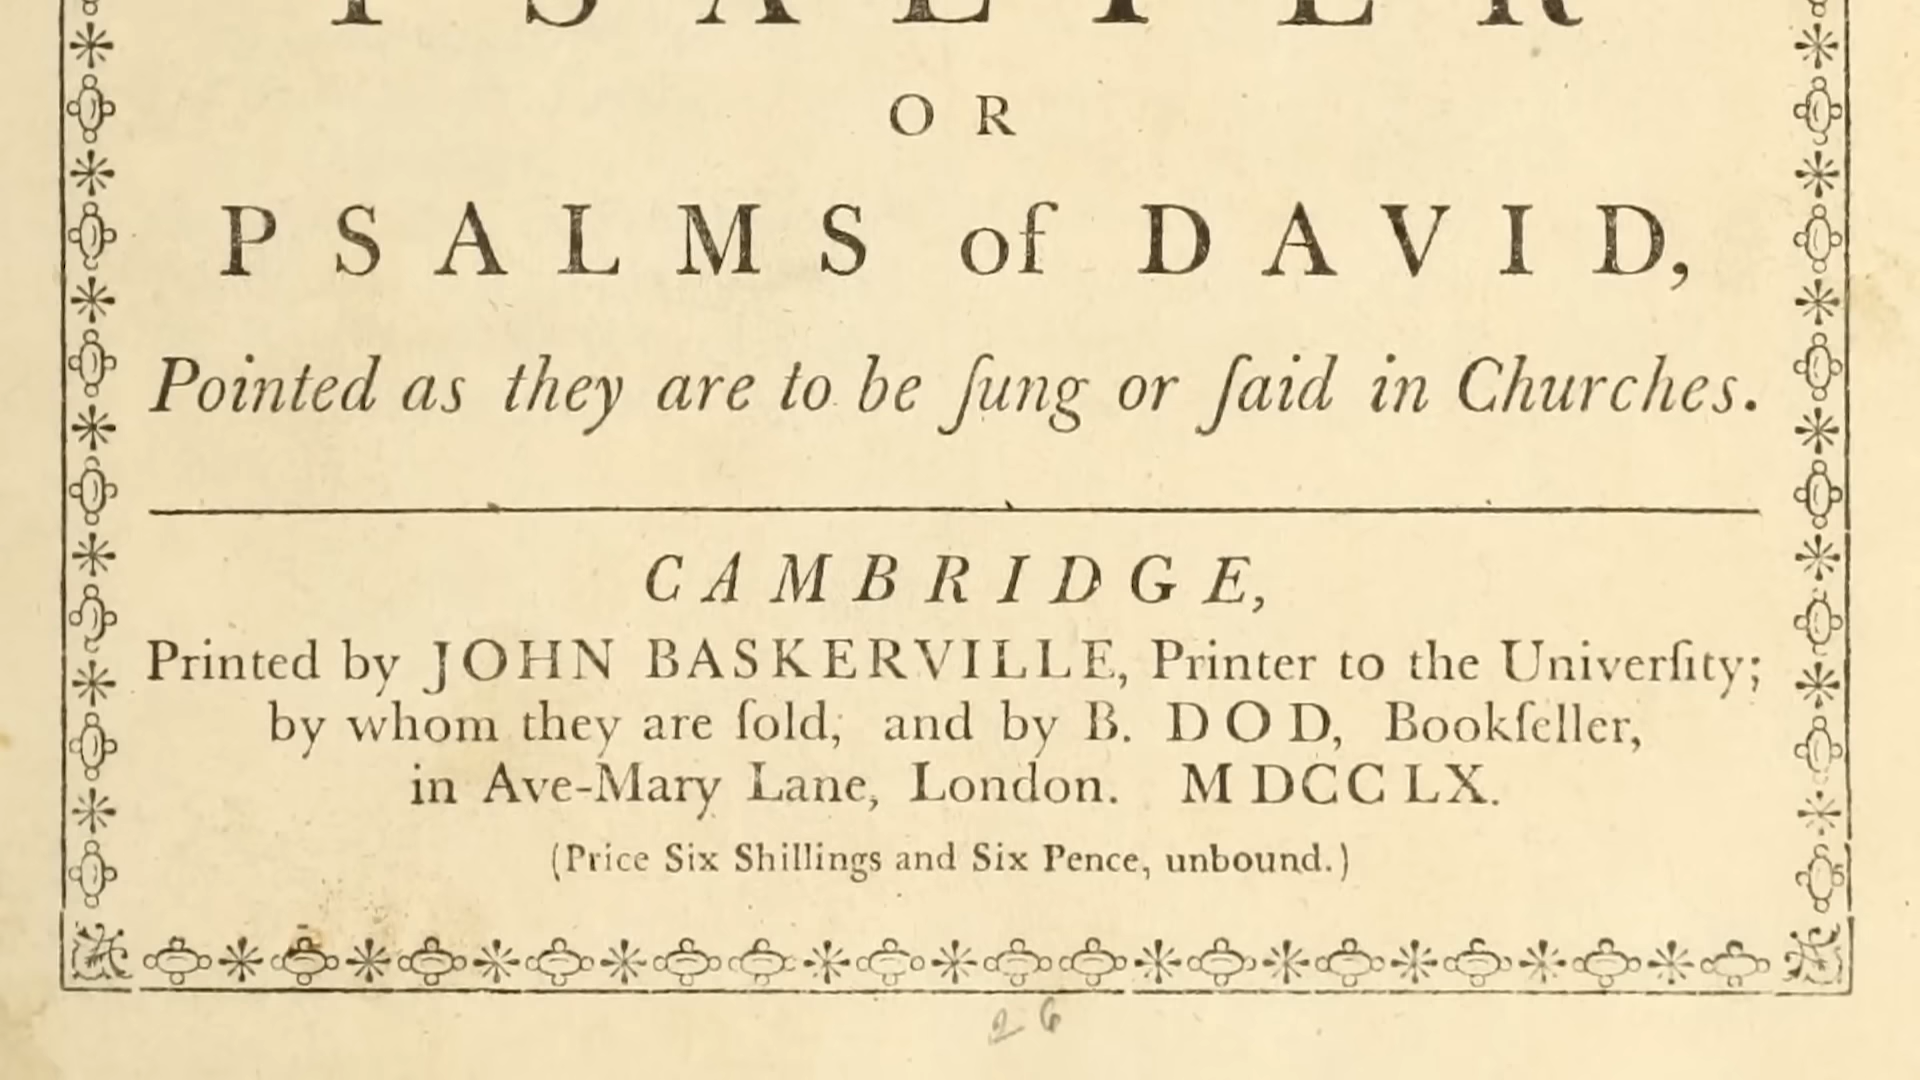 PSALTER
OR
PSALMS of DAVID,
Pointed as they are to be ſung or ſaid in Churches.
CAMBRIDGE,
Printed by JOHN BASKERVILLE, Printer to the Univerſity;
by whom they are ſold, and by B. DOD, Bookſeller,
in Ave-Mary Lane, London. MDCCLX.
(Price Six Shillings and Six Pence, unbound.)
26